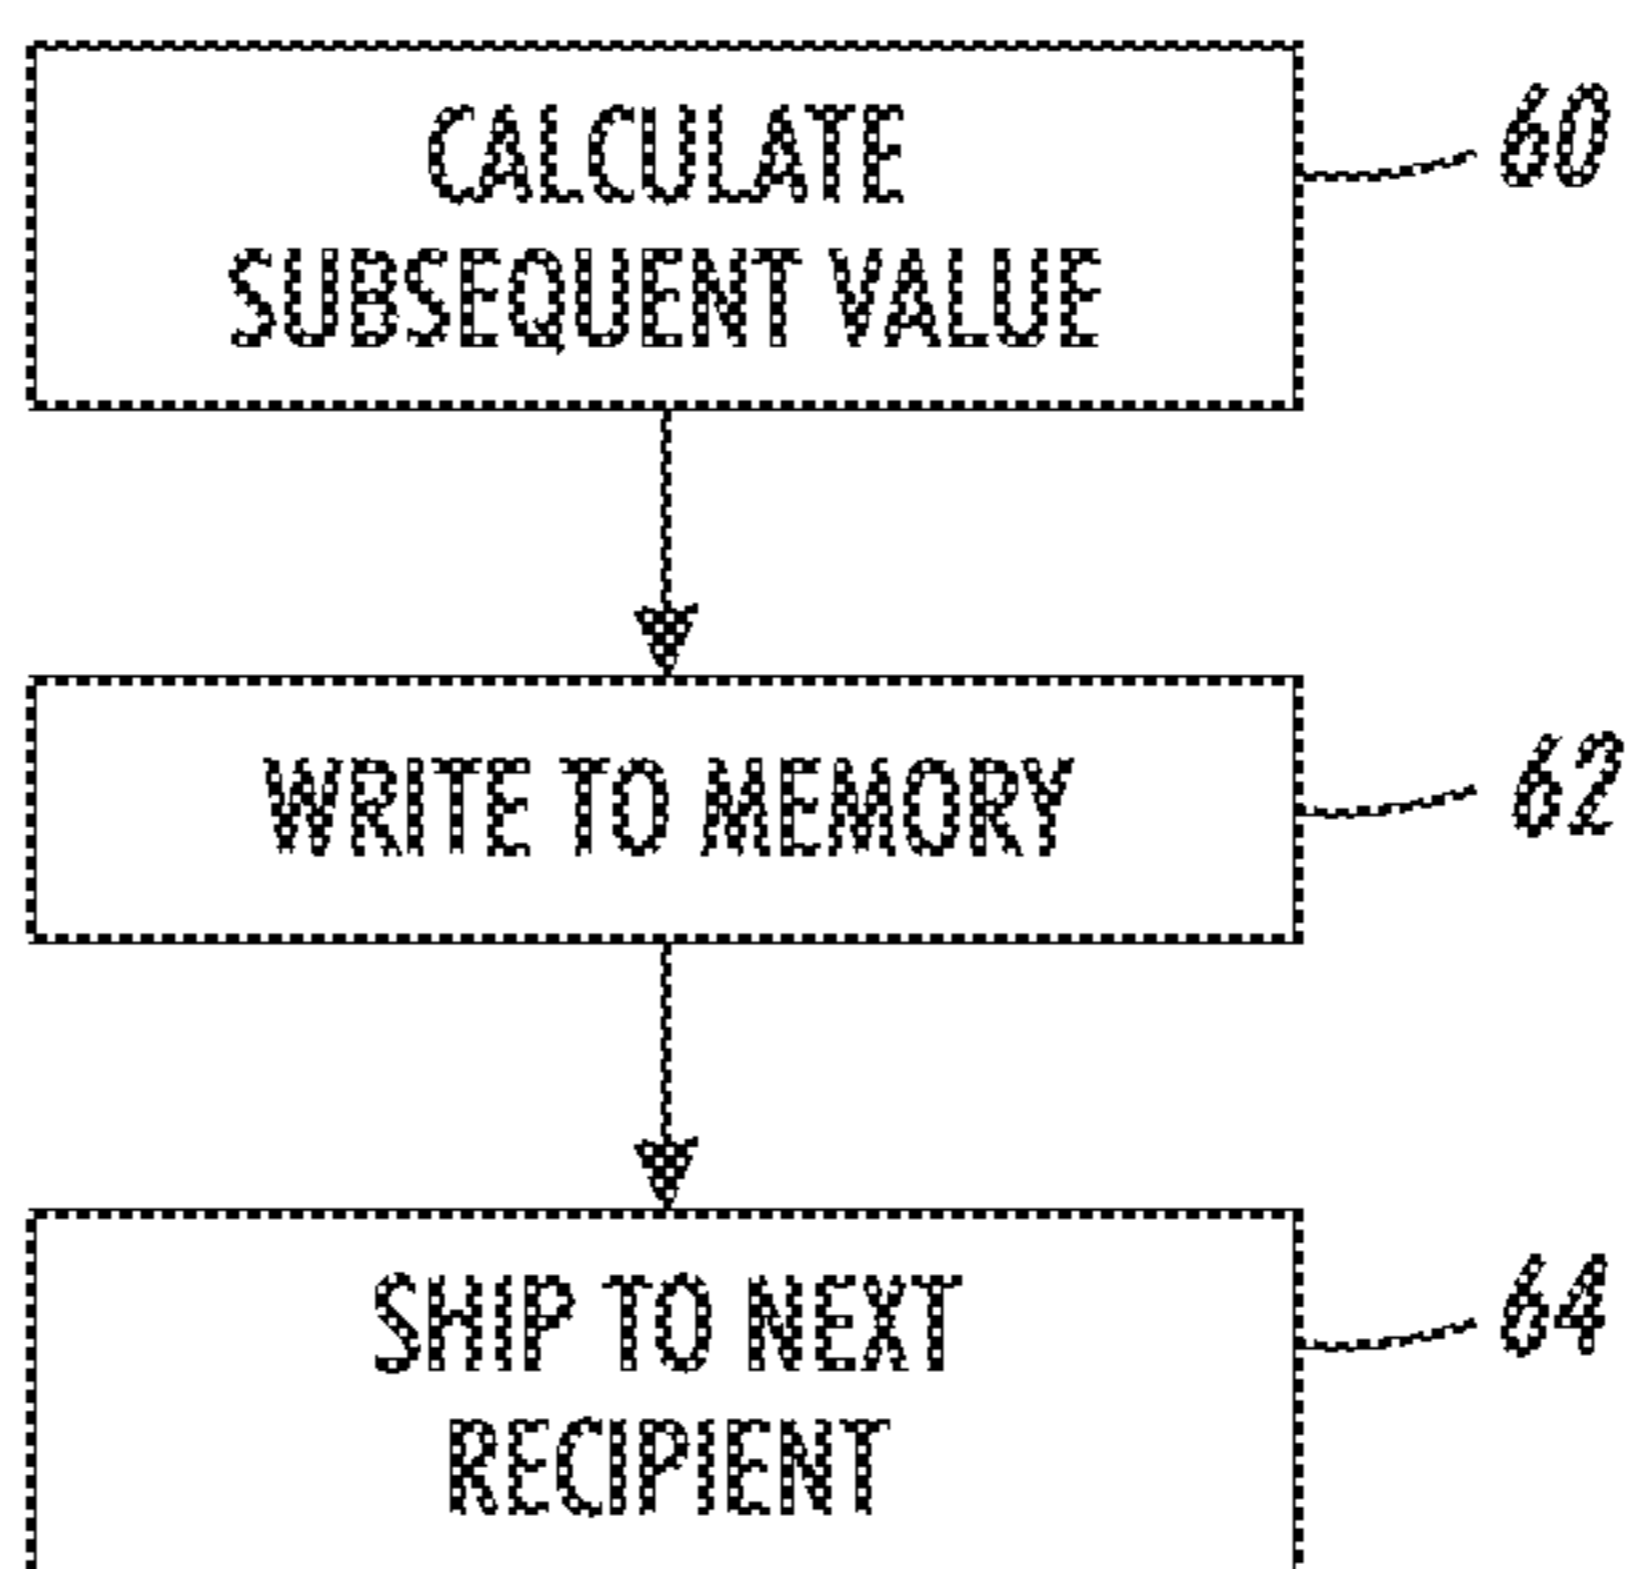 CALCULATE
SUBSEQUENT VALUE
60
WRITE TO MEMORY
62
SHIP TO NEXT
RECIPIENT
64